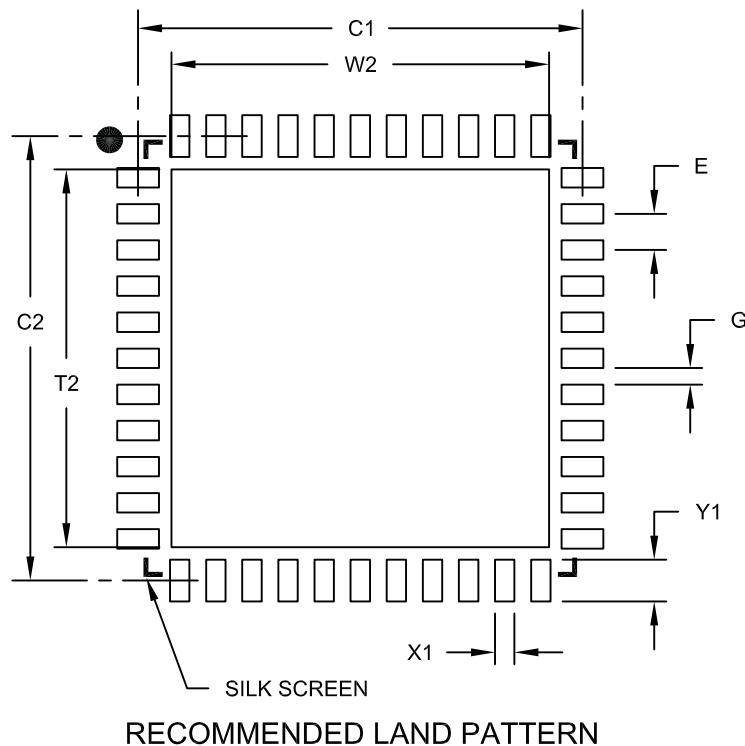 C1
W2
E
C2
G
T2
Y1
X1
SILK SCREEN
RECOMMENDED LAND PATTERN